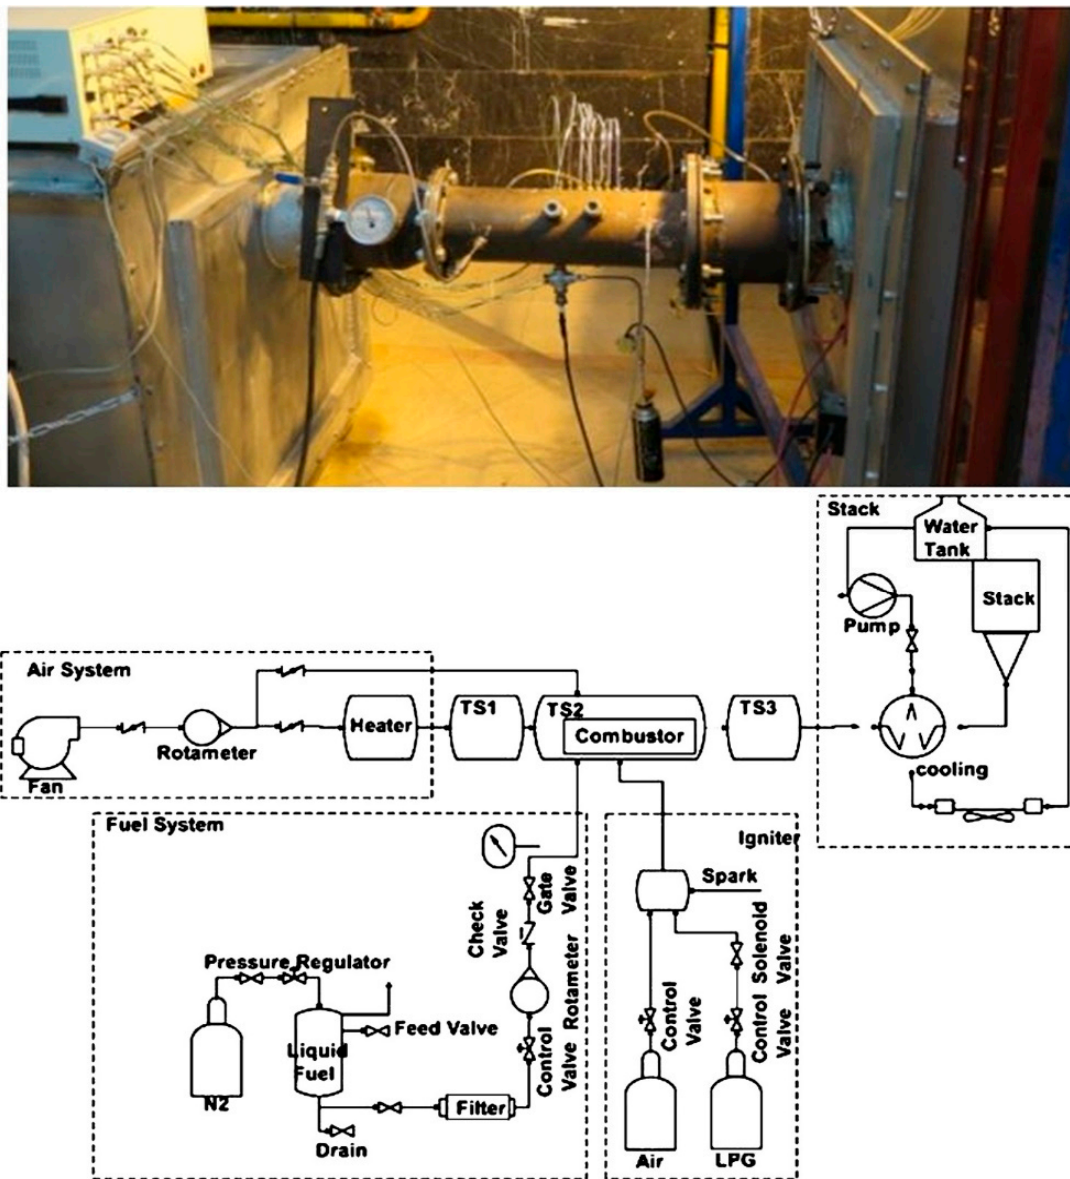 Stack
Water
Tank
Stack
Pump
cooling
Air System
Fan
Rotameter
Heater
TS1
TS2
Combustor
TS3
Fuel System
Pressure Regulator
N2
Liquid
Fuel
Feed Valve
Drain
Filter
Control
Valve
Rotameter
Check
Valve
Gate
Valve
Igniter
Spark
Control
Valve
Control
Valve
Solenoid
Valve
Air
LPG